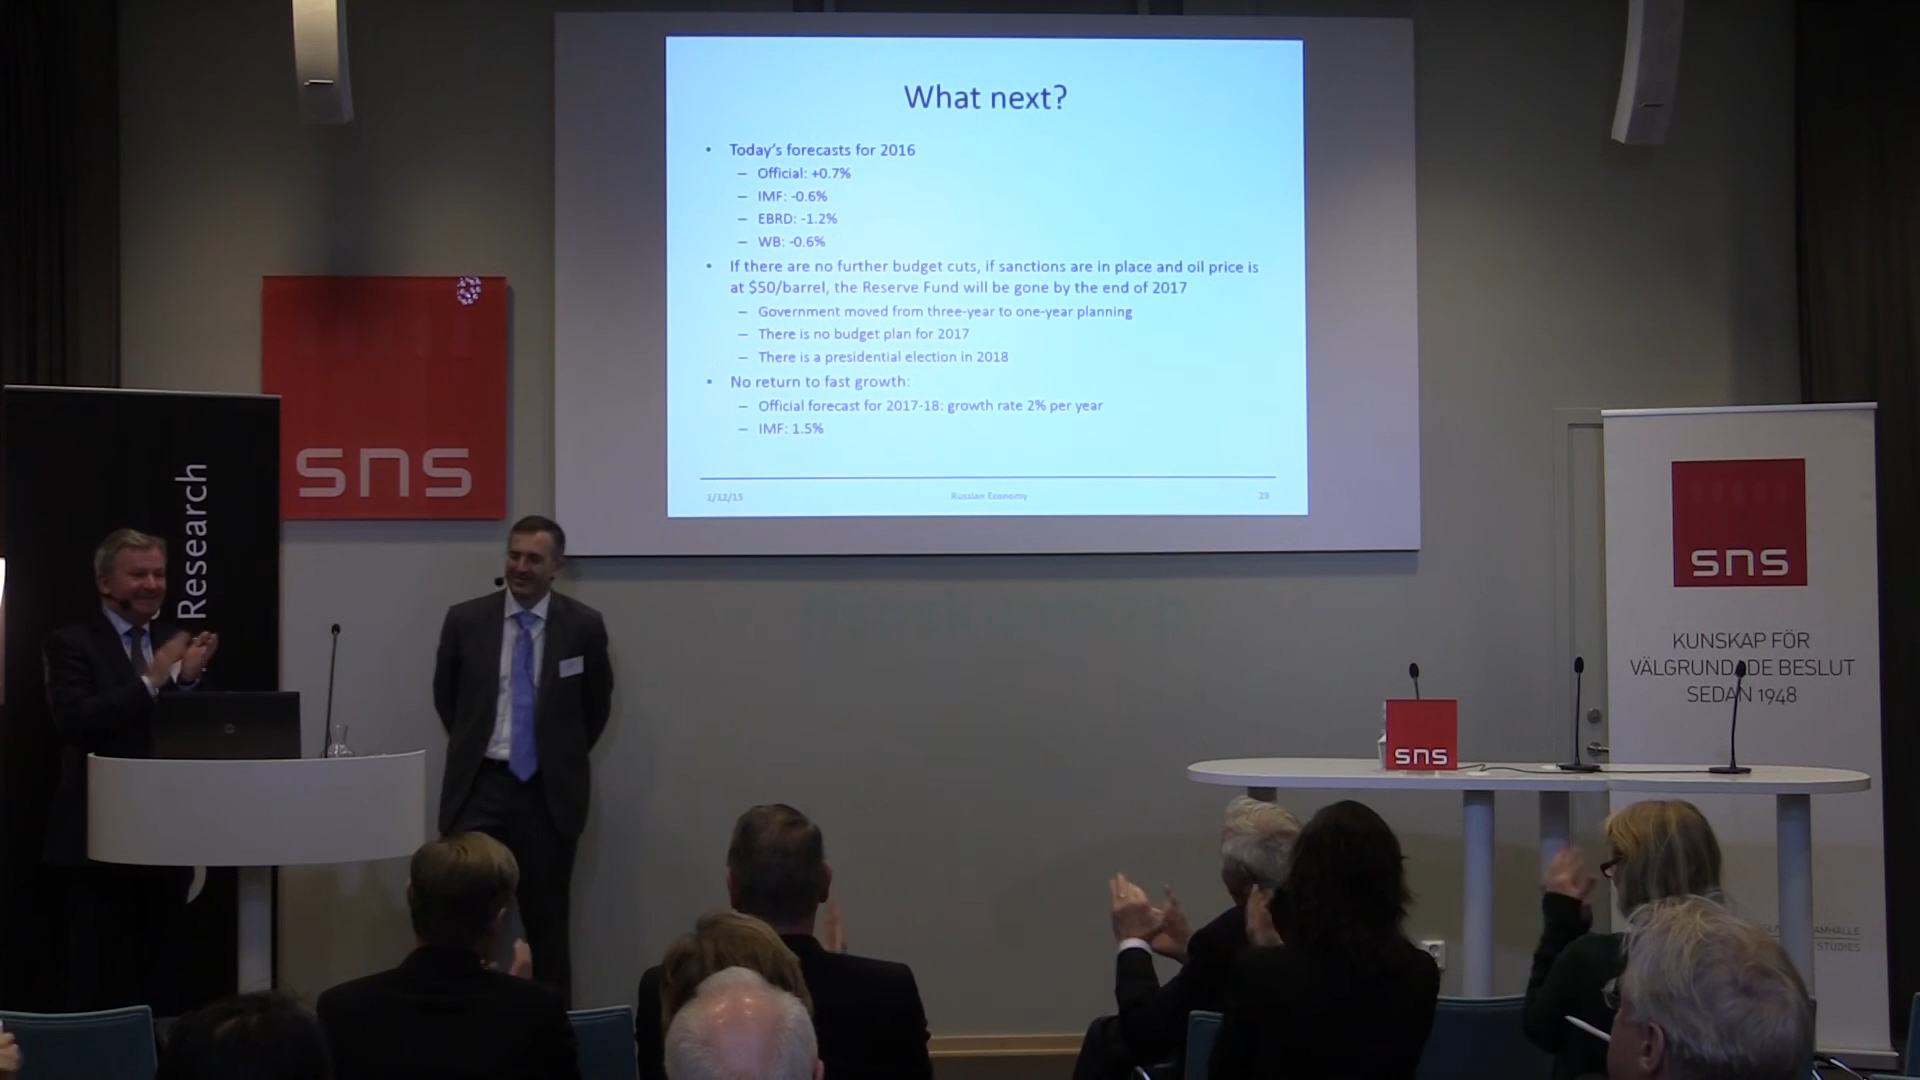 What next?
• Today's forecasts for 2016
– Official: +0.7%
– IMF: -0.6%
– EBRD: -1.2%
– WB: -0.6%
• If there are no further budget cuts, if sanctions are in place and oil price is
at $50/barrel, the Reserve Fund will be gone by the end of 2017
– Government moved from three-year to one-year planning
– There is no budget plan for 2017
– There is a presidential election in 2018
• No return to fast growth:
– Official forecast for 2017-18: growth rate 2% per year
– IMF: 1.5%
1/12/15
Russian Economy
29
sns
Research
sns
KUNSKAP FÖR
VÄLGRUNDADE BESLUT
SEDAN 1948
sns
STUDIES